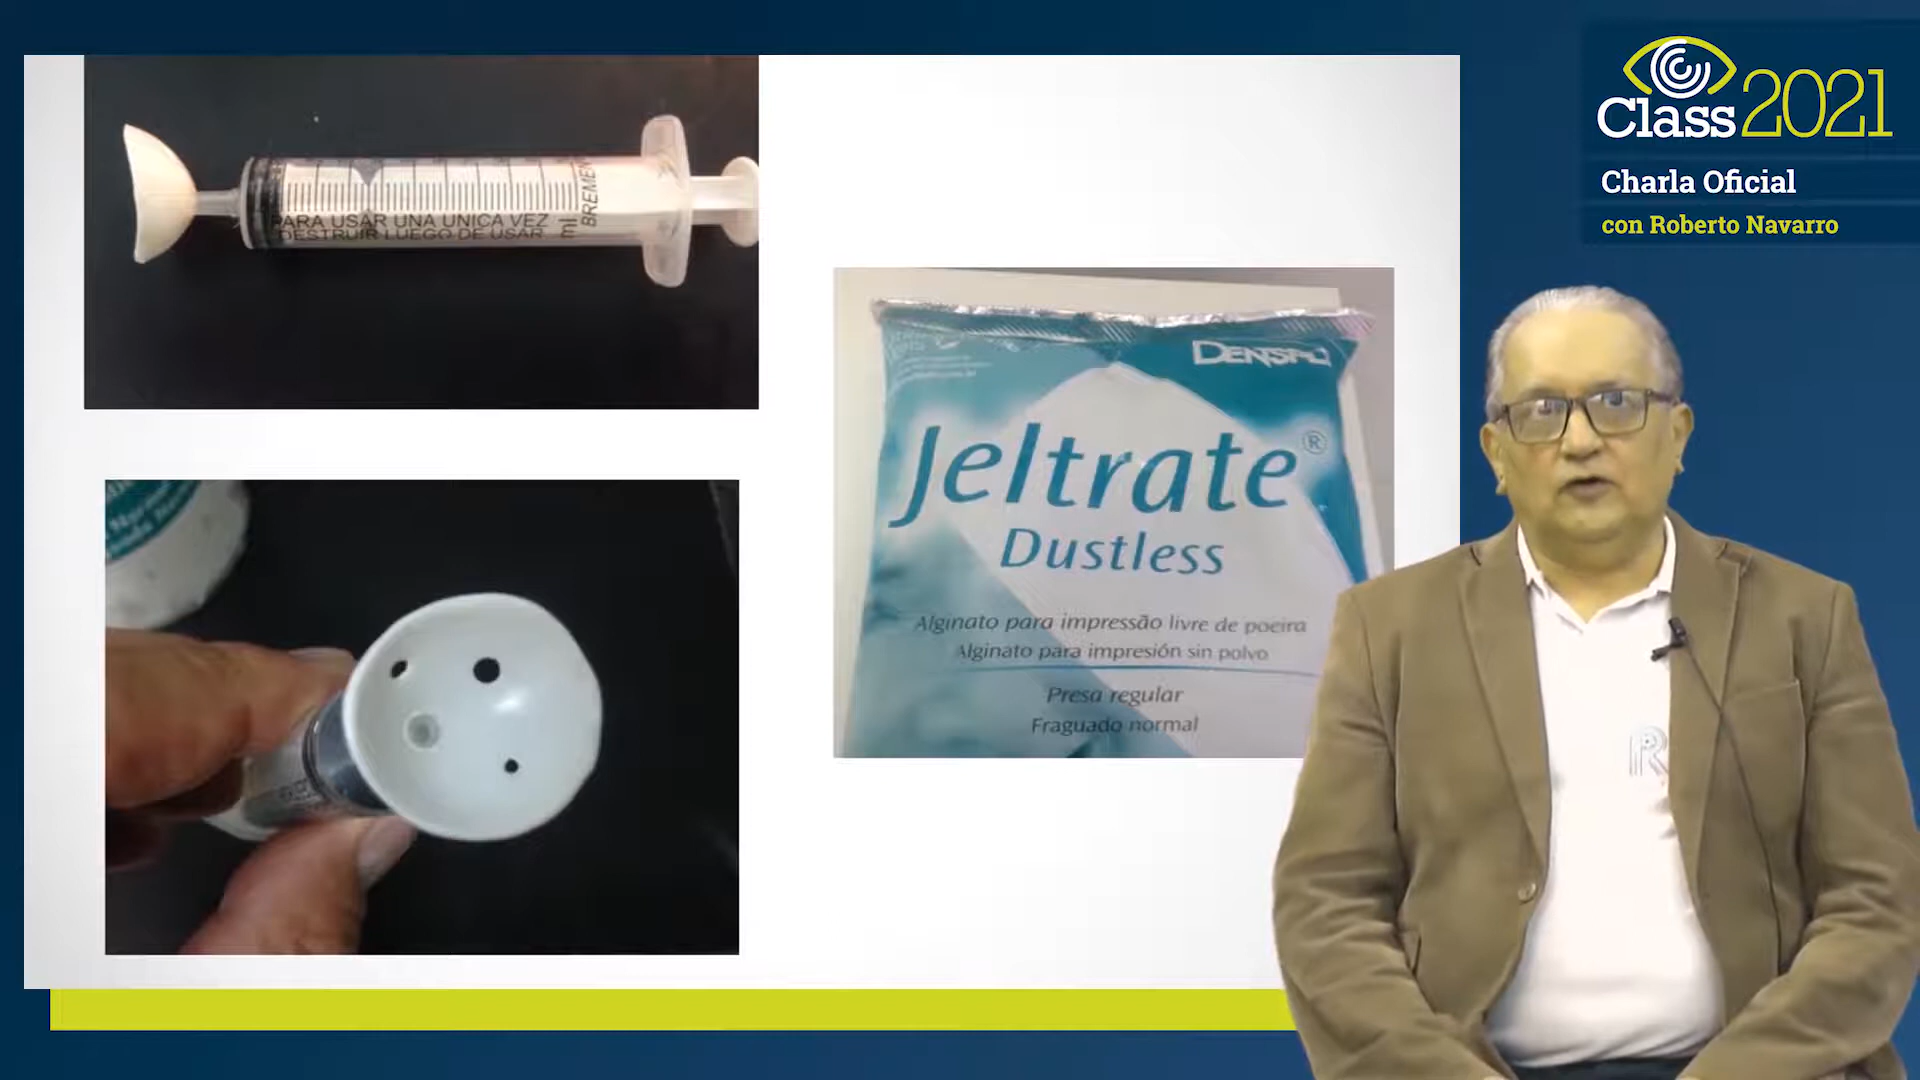 Class2021
Charla Oficial
con Roberto Navarro
PARA USAR UNA UNICA VEZ
DESTRUIR LUEGO DE USAR
ml
BREMEN
Jeltrate®
Dustless
Alginato para impressão livre de poeira
Alginato para impresión sin polvo
Presa regular
Fraguado normal
R